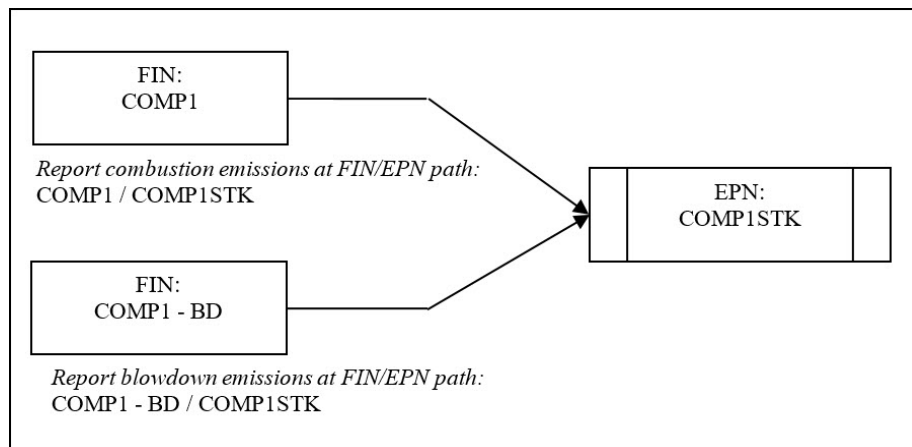 FIN:
COMP1
Report combustion emissions at FIN/EPN path:
COMP1 / COMP1STK
EPN:
COMP1STK
FIN:
COMP1 - BD
Report blowdown emissions at FIN/EPN path:
COMP1 - BD / COMP1STK